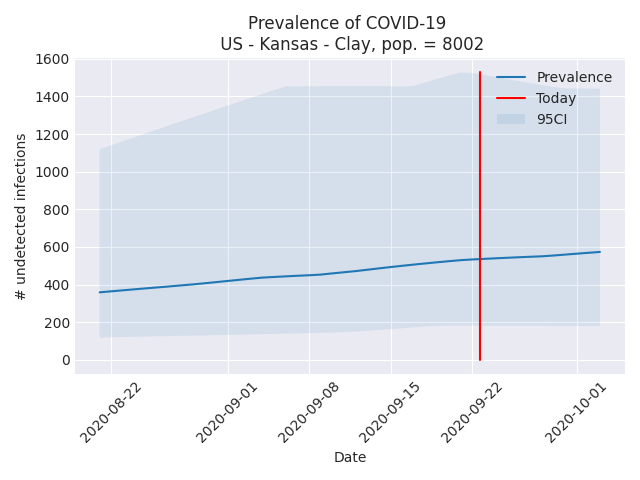 Prevalence of COVID-19
US - Kansas - Clay, pop. = 8002
# undetected infections
1600
1400
1200
1000
800
600
400
200
0
Prevalence
Today
95CI
2020-08-22
2020-09-01
2020-09-08
2020-09-15
2020-09-22
2020-10-01
Date